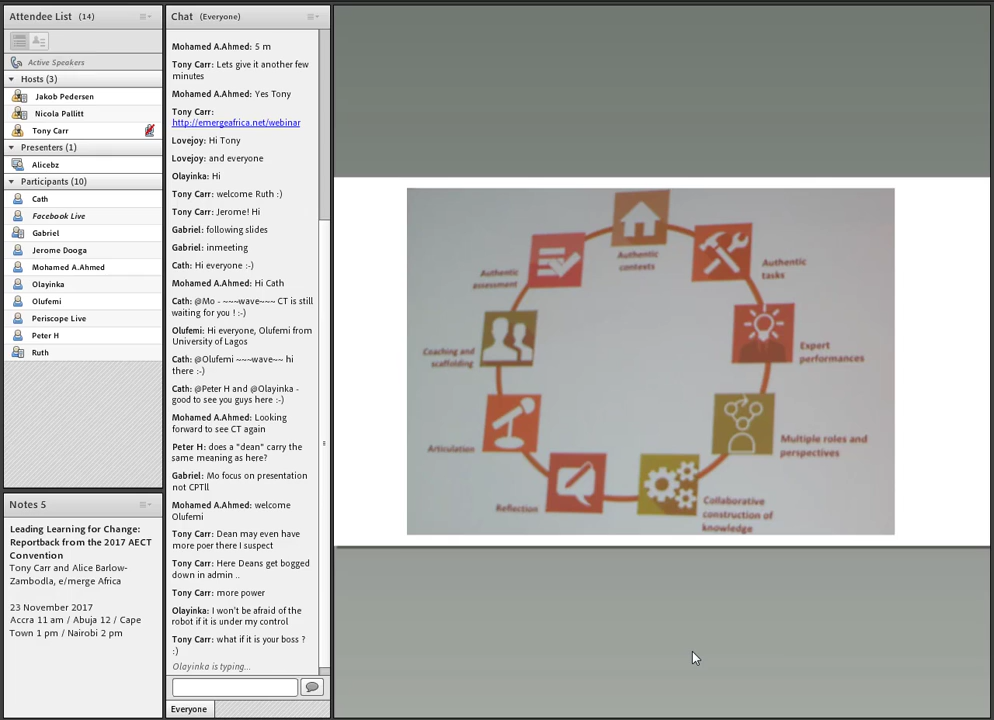 Attendee List (14)
Active Speakers
Hosts (3)
Jakob Pedersen
Nicola Pallitt
Tony Carr
Presenters (1)
Alicebz
Participants (10)
Cath
Facebook Live
Gabriel
Jerome Dooga
Mohamed A.Ahmed
Olayinka
Olufemi
Periscope Live
Peter H
Ruth
Notes 5
Leading Learning for Change:
Reportback from the 2017 AECT
Convention
Tony Carr and Alice Barlow-
Zambodla, e/merge Africa
23 November 2017
Accra 11 am / Abuja 12 / Cape
Town 1 pm / Nairobi 2 pm
Chat (Everyone)
Mohamed A.Ahmed: 5 m
Tony Carr: Lets give it another few
minutes
Mohamed A.Ahmed: Yes Tony
Tony Carr:
http://emergeafrica.net/webinar
Lovejoy: Hi Tony
Lovejoy: and everyone
Olayinka: Hi
Tony Carr: welcome Ruth :)
Tony Carr: Jerome! Hi
Gabriel: following slides
Gabriel: inmeeting
Cath: Hi everyone :-)
Mohamed A.Ahmed: Hi Cath
Cath: @Mo - ~~~wave~~~ CT is still
waiting for you ! :-)
Olufemi: Hi everyone, Olufemi from
University of Lagos
Cath: @Olufemi ~~~wave~~ hi
there :-)
Cath: @Peter H and @Olayinka -
good to see you guys here :-)
Mohamed A.Ahmed: Looking
forward to see CT again
Peter H: does a "dean" carry the
same meaning as here?
Gabriel: Mo focus on presentation
not CPTll
Mohamed A.Ahmed: welcome
Olufemi
Tony Carr: Dean may even have
more poer there I suspect
Tony Carr: Here Deans get bogged
down in admin ..
Tony Carr: more power
Olayinka: I won't be afraid of the
robot if it is under my control
Tony Carr: what if it is your boss ?
:)
Olayinka is typing...
Everyone
Authentic
contexts
Authentic
tasks
Expert
performances
Multiple roles and
perspectives
Collaborative
construction of
knowledge
Reflection
Articulation
Coaching and
scaffolding
Authentic
assessment